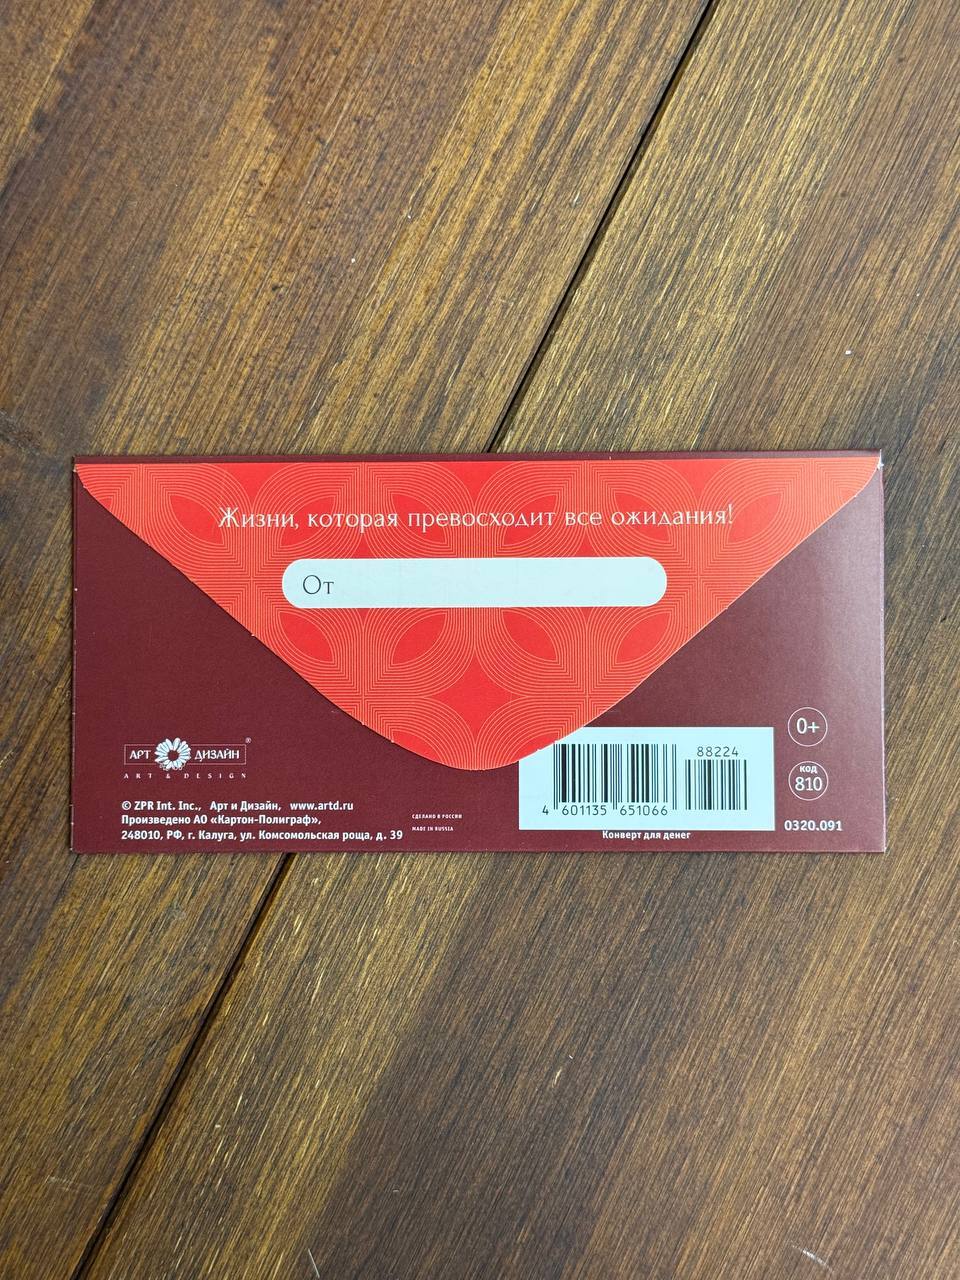 Жизни, которая превосходит все ожидания!
От
АРТ ДИЗАЙН ®
ART & DESIGN
© ZPR Int. Inc., Арт и Дизайн, www.artd.ru
Произведено АО «Картон-Полиграф»,
248010, РФ, г. Калуга, ул. Комсомольская роща, д. 39
СДЕЛАНО В РОССИИ
MADE IN RUSSIA
88224
4 601135 651066
Конверт для денег
0+
код
810
0320.091